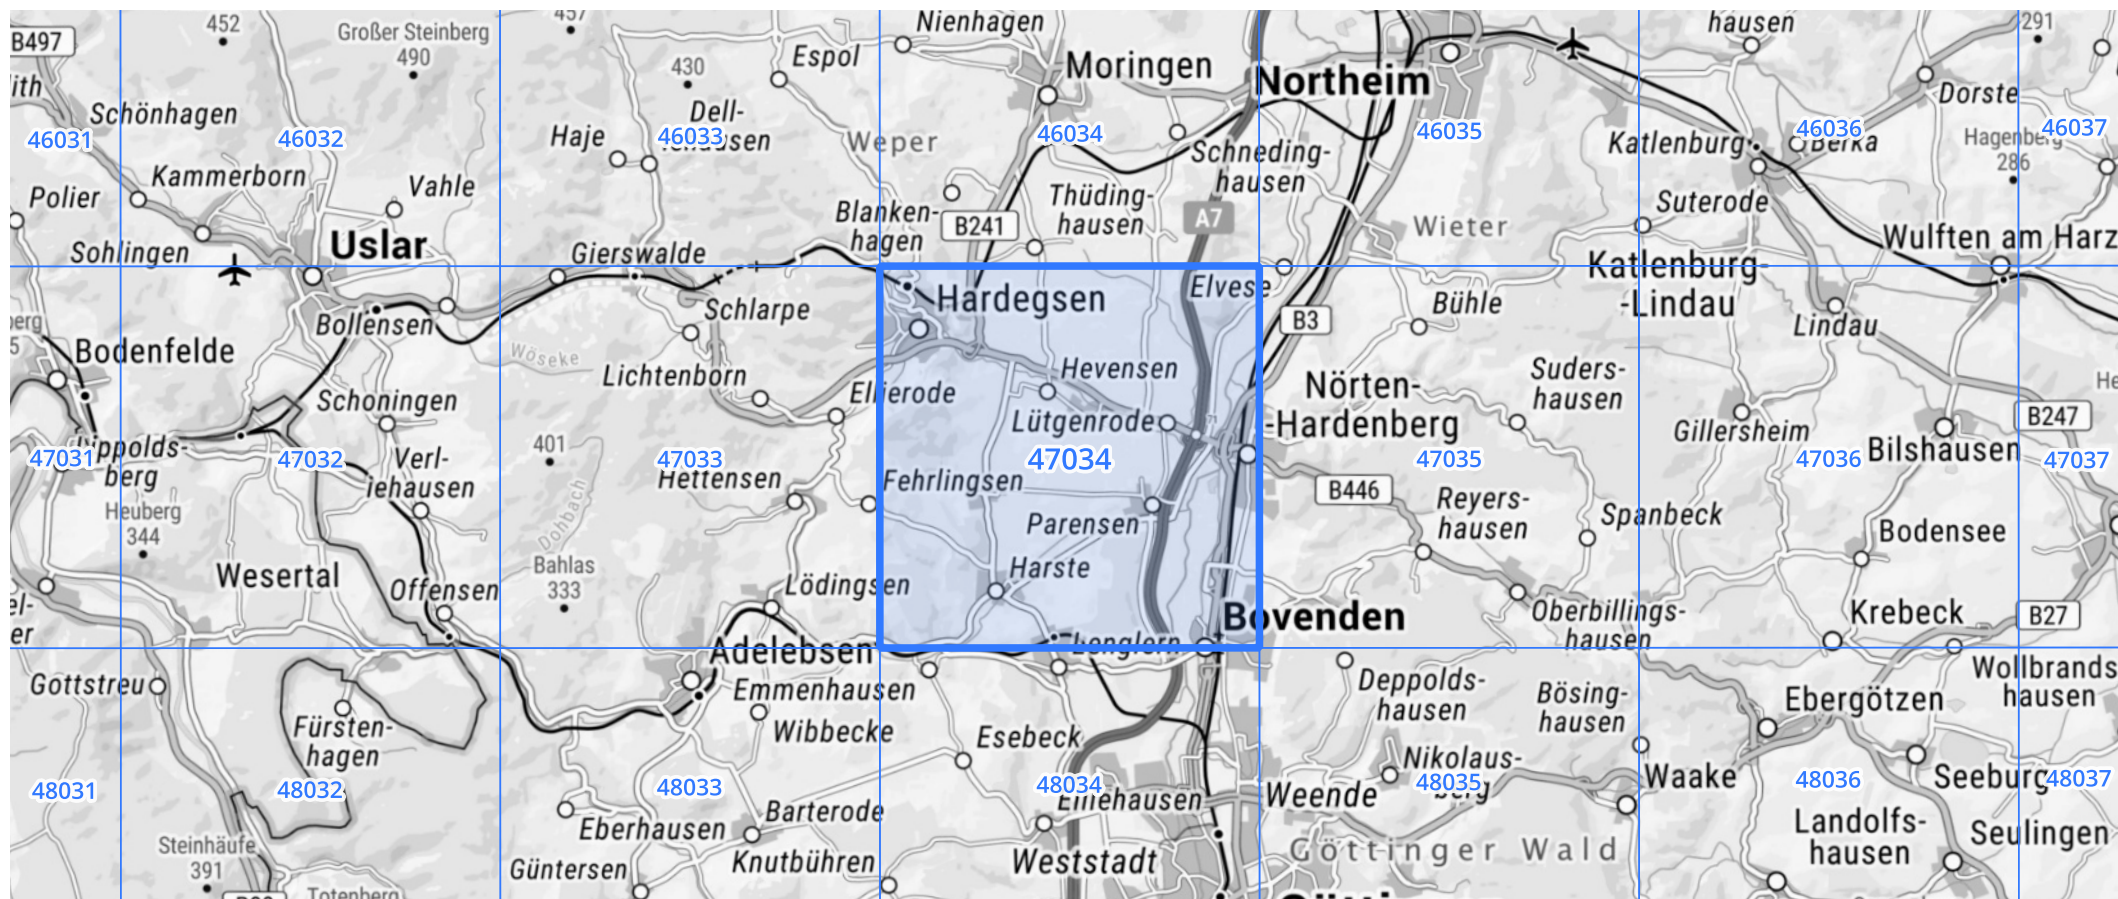 452
457
Nienhagen
hausen
291
B497
Großer Steinberg
490
Espol
Moringen
Northeim
430
Dorste
Schönhagen
Dell-
46031
46032
Haje
46033
Weper
46034
46035
Katlenburg
46036
Berka
46037
Hagenberg
286
Schneding-
hausen
Kammerborn
Vahle
Polier
Thüding-
hausen
Suterode
Blanken-
hagen
B241
A7
Wieter
Sohlingen
Uslar
Gierswalde
Wulften am Harz
Katlenburg-
-Lindau
Hardegsen
Elvese
Bühle
Schlarpe
Bollensen
B3
Lindau
Bodenfelde
Wöseke
Lichtenborn
Hevensen
Suders-
hausen
Nörten-
-Hardenberg
Ellierode
Schoningen
Lütgenrode
71
B247
Gillersheim
Bilshausen
401
47031
47032
47033
47034
47035
47036
47037
Verl-
iehausen
Hettensen
Fehrlingsen
B446
Heuberg
344
Dohbach
Parensen
Reyers-
hausen
Spanbeck
Bodensee
Bahlas
333
Wesertal
Offensen
Lödingsen
Harste
Bovenden
Oberbillings-
hausen
Krebeck
B27
Adelebsen
Lenglern
Gottstreu
Emmenhausen
Wibbecke
Fürsten-
hagen
Esebeck
Deppolds-
hausen
Bösing-
hausen
Ebergötzen
Wollbrands
hausen
Nikolaus-
berg
48031
48032
48033
48034
48035
Waake
48036
Seeburg
48037
Weende
Barterode
Eberhausen
Steinhäufe
391
Güntersen
Knutbühren
Weststadt
Göttinger Wald
Landolfs-
hausen
Seulingen
Totenberg